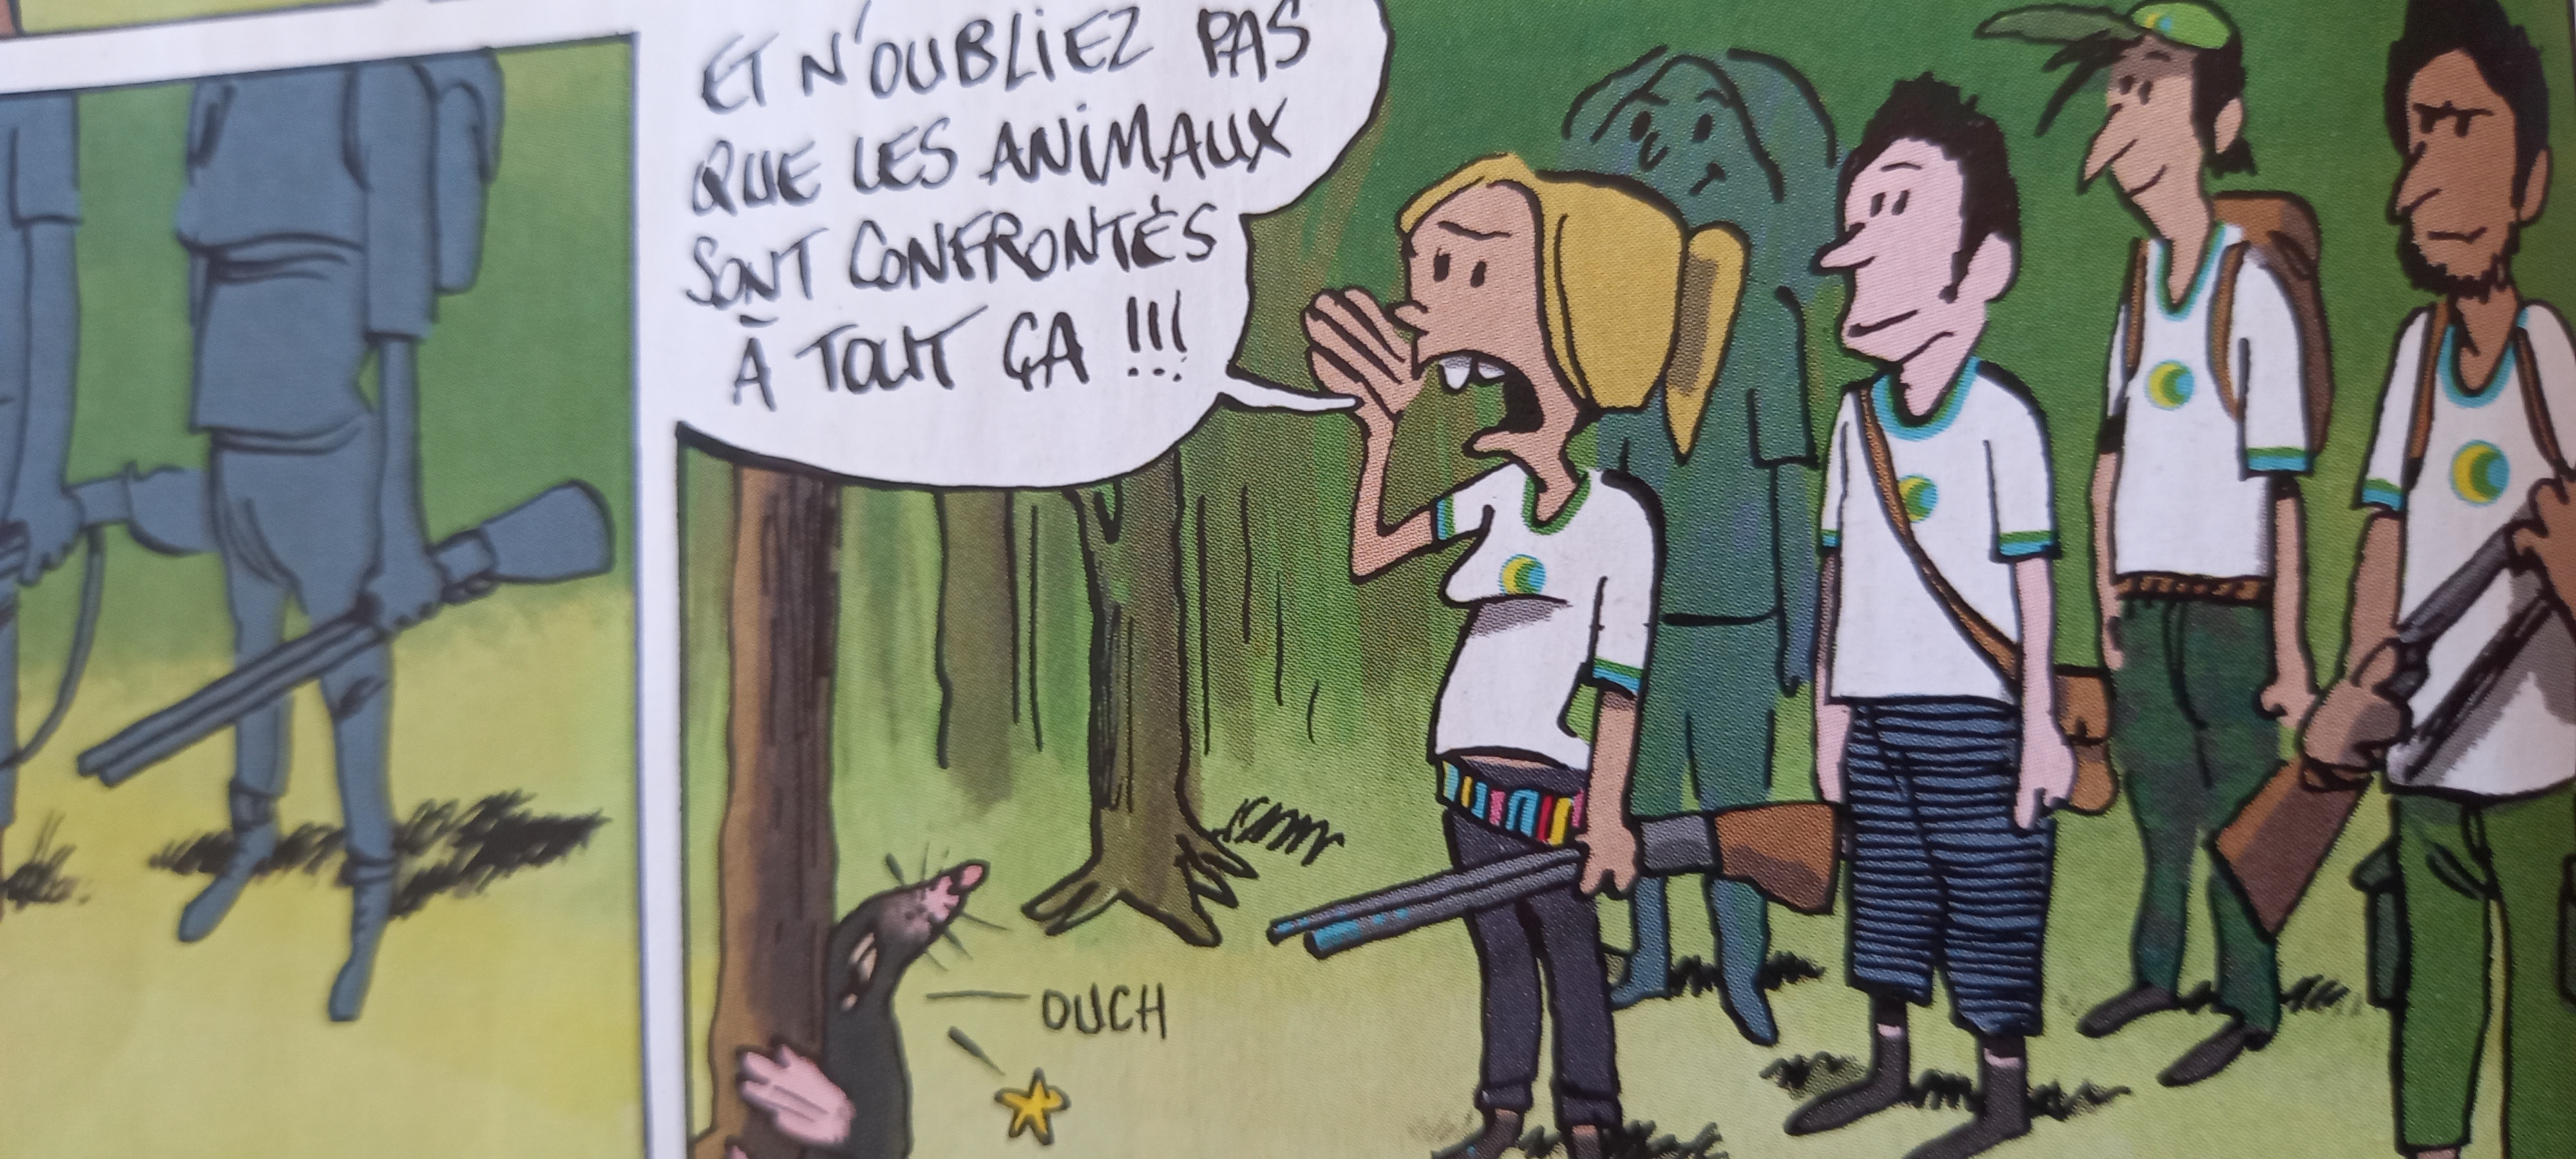 ET N'OUBLIEZ PAS
QUE LES ANIMAUX
SONT CONFRONTÉS
A TOUT ÇA !!!
OUCH